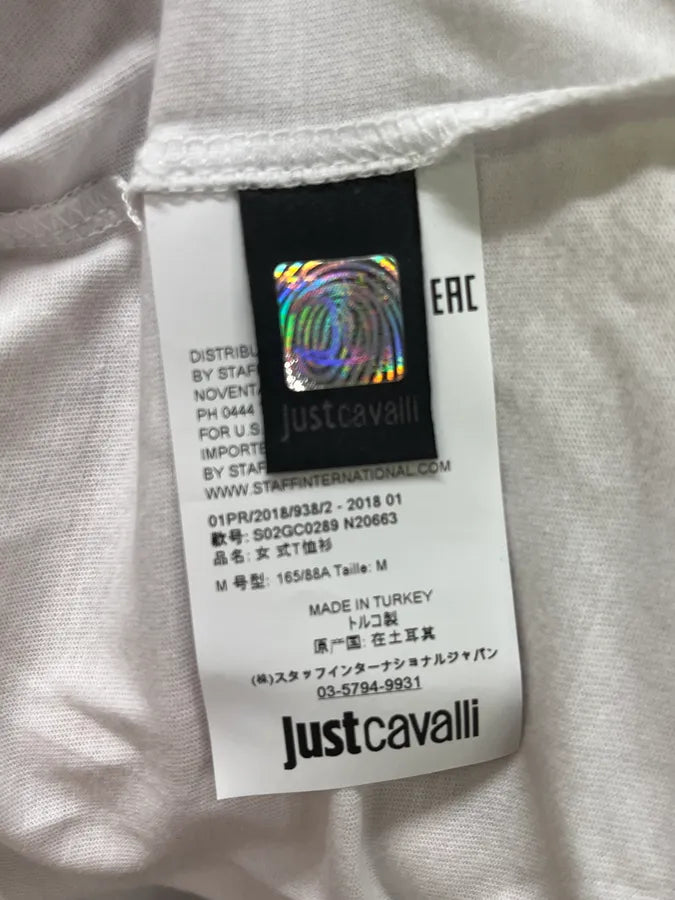 EAC
justcavalli
DISTRIBU
BY STAF
NOVENTA
PH 0444
FOR U.S
IMPORTE
BY STAF
WWW.STAFFINTERNATIONAL.COM
01PR/2018/938/2 - 2018 01
款号: S02GC0289 N20663
品名: 女 式T恤衫
M 号型: 165/88A Taille: M
MADE IN TURKEY
トルコ製
原产国: 在土耳其
(株)スタッフインターナショナルジャパン
03-5794-9931
justcavalli